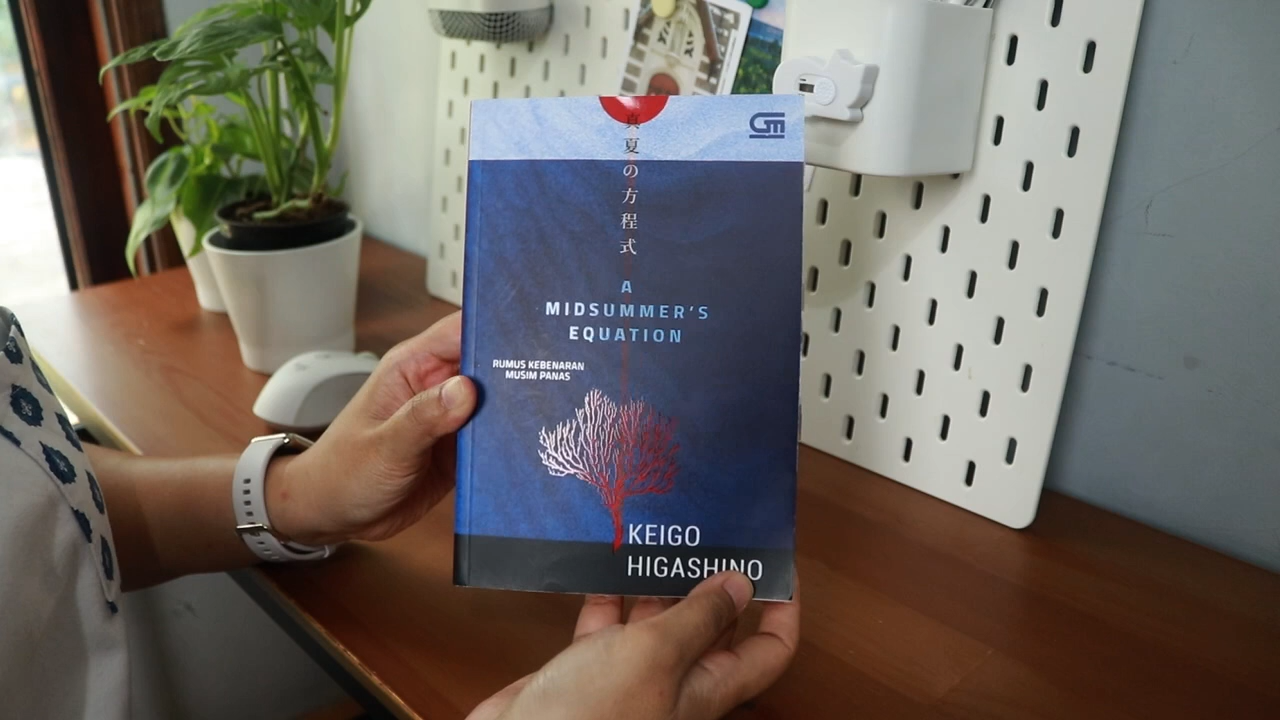 真夏の方程式
A
MIDSUMMER'S
EQUATION
RUMUS KEBENARAN
MUSIM PANAS
KEIGO
HIGASHINO